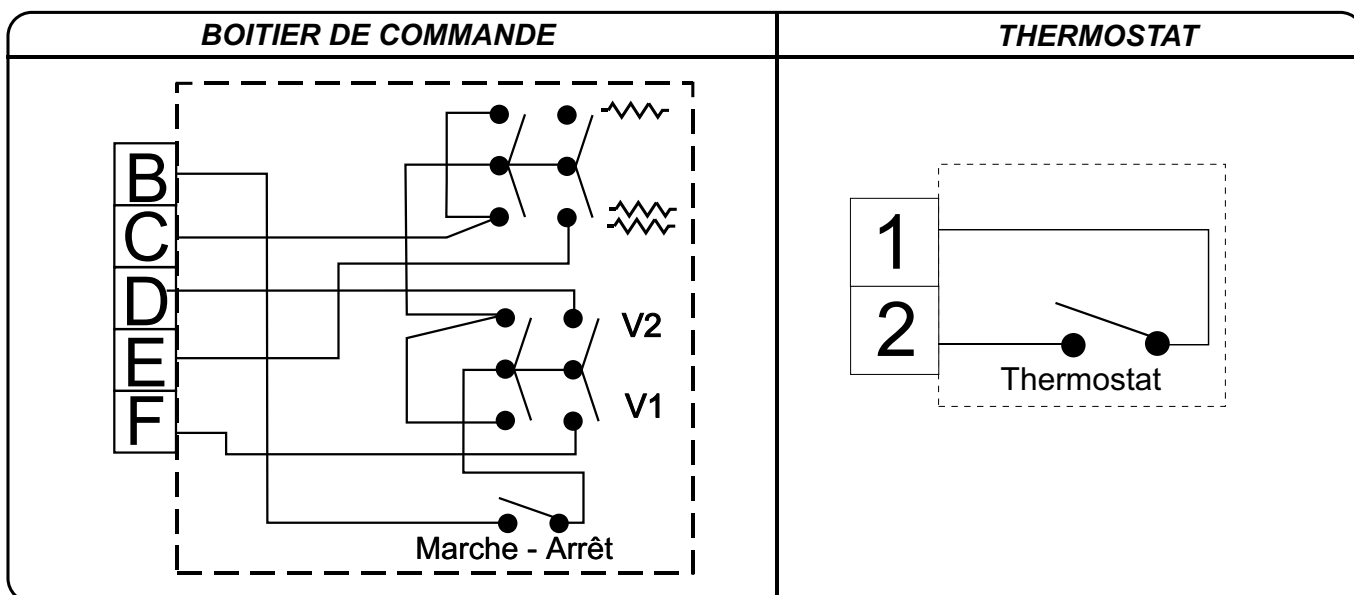 BOITIER DE COMMANDE
THERMOSTAT
B
C
D
E
F
V2
V1
Marche - Arrêt
1
2
Thermostat